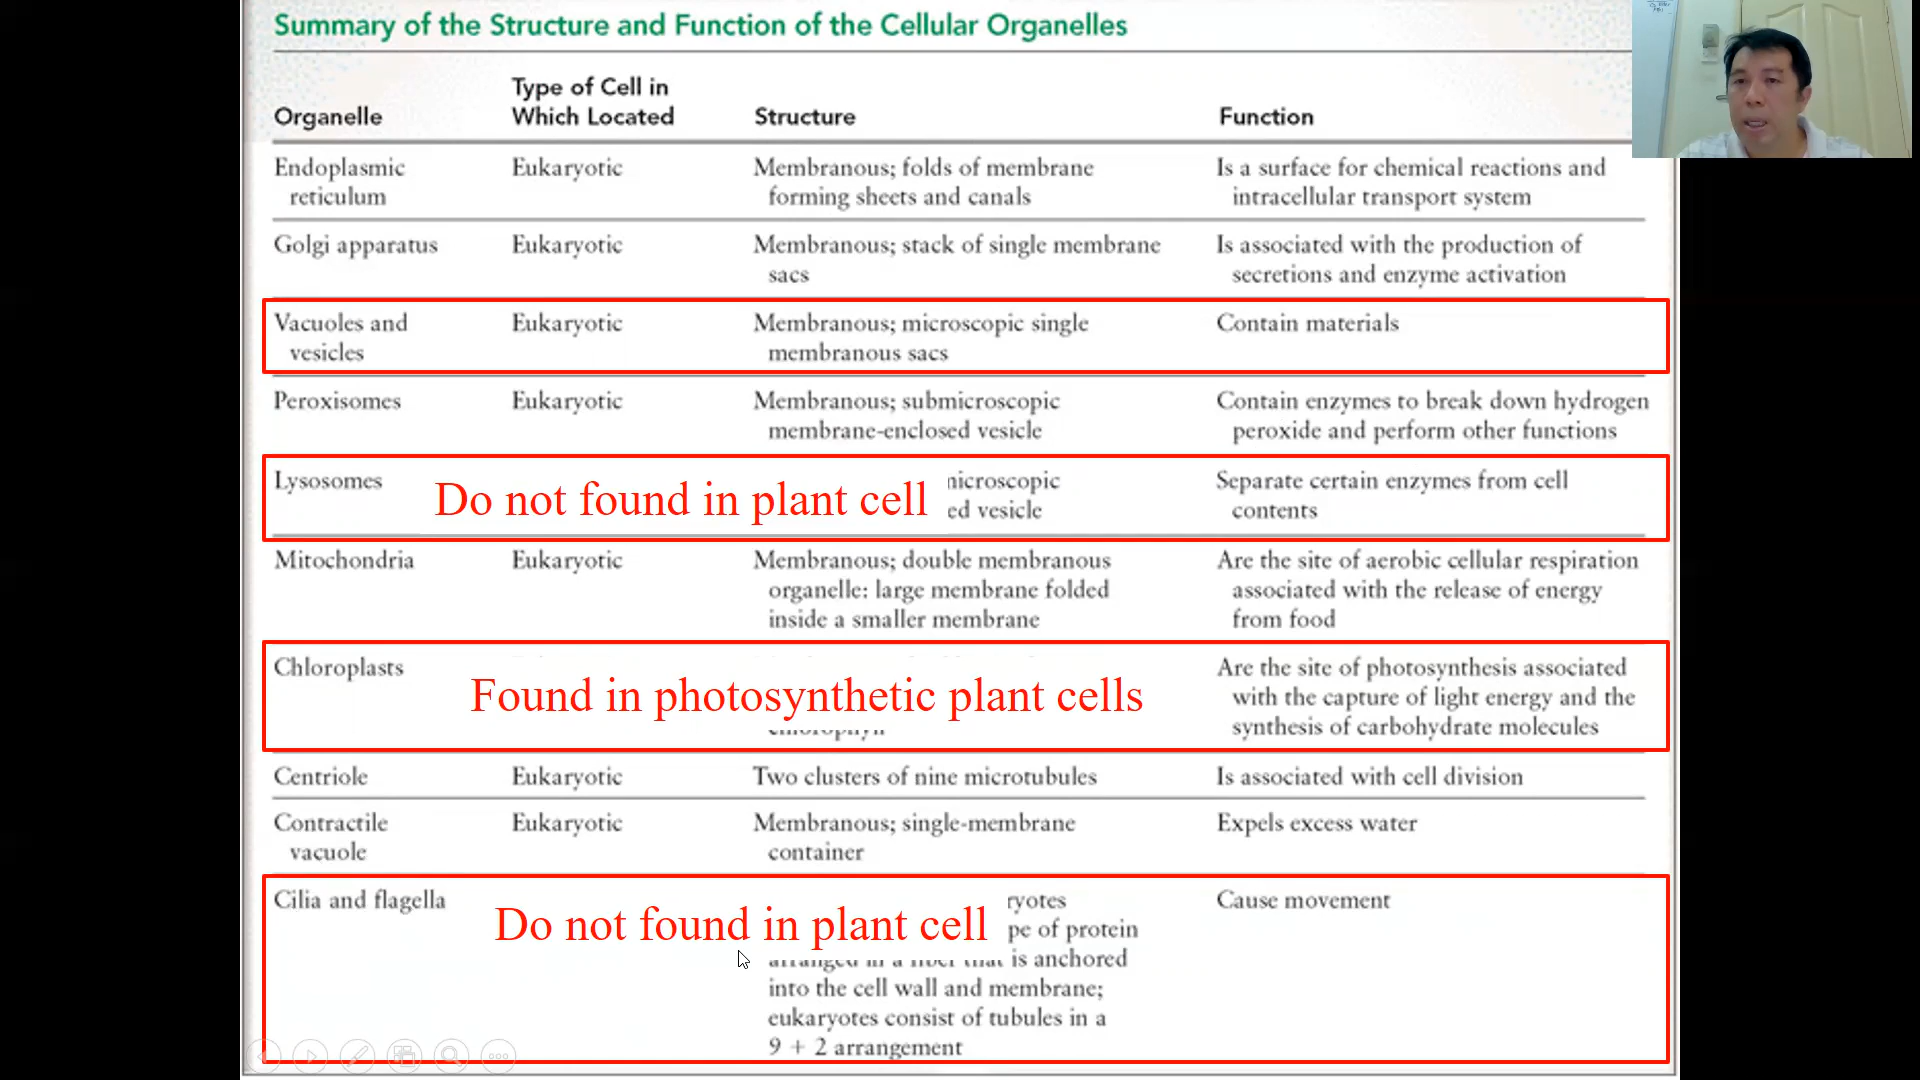 Summary of the Structure and Function of the Cellular Organelles
Organelle
Type of Cell in
Which Located
Structure
Function
Endoplasmic
reticulum
Eukaryotic
Membranous; folds of membrane
forming sheets and canals
Is a surface for chemical reactions and
intracellular transport system
Golgi apparatus
Eukaryotic
Membranous; stack of single membrane
sacs
Is associated with the production of
secretions and enzyme activation
Vacuoles and
vesicles
Eukaryotic
Membranous; microscopic single
membranous sacs
Contain materials
Peroxisomes
Eukaryotic
Membranous; submicroscopic
membrane-enclosed vesicle
Contain enzymes to break down hydrogen
peroxide and perform other functions
Lysosomes
Do not found in plant cell
vesicle
Separate certain enzymes from cell
contents
Mitochondria
Eukaryotic
Membranous; double membranous
organelle: large membrane folded
inside a smaller membrane
Are the site of aerobic cellular respiration
associated with the release of energy
from food
Chloroplasts
Found in photosynthetic plant cells
Are the site of photosynthesis associated
with the capture of light energy and the
synthesis of carbohydrate molecules
Centriole
Eukaryotic
Two clusters of nine microtubules
Is associated with cell division
Contractile
vacuole
Eukaryotic
Membranous; single-membrane
container
Expels excess water
Cilia and flagella
Do not found in plant cell
of protein
is anchored
into the cell wall and membrane;
eukaryotes consist of tubules in a
9 + 2 arrangement
Cause movement